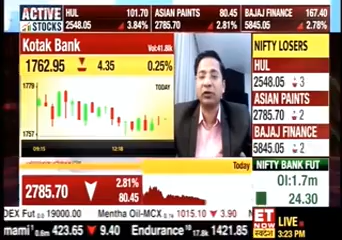 ACTIVE STOCKS
HUL 101.70
2548.05 3.84%
ASIAN PAINTS 80.45
2785.70 2.81%
BAJAJ FINANCE 167.40
5845.05 2.78%
Kotak Bank Vol:41.88k
1762.95 4.35 0.25%
1779
TODAY
1757
09:15 12:18
NIFTY LOSERS
HUL
2548.05 3
ASIAN PAINTS
2785.70 2
BAJAJ FINANCE
5845.05 2
2785.70 2.81%
80.45
Today
NIFTY BANK FUT
OI:1.7m
24.30
DEX Fut 19000.00 Mentha Oil-MCX 1015.10 3.90
mami 423.65 9.40 Endurance 17.9k 1421.85
ET NOW
LIVE
3:23 PM